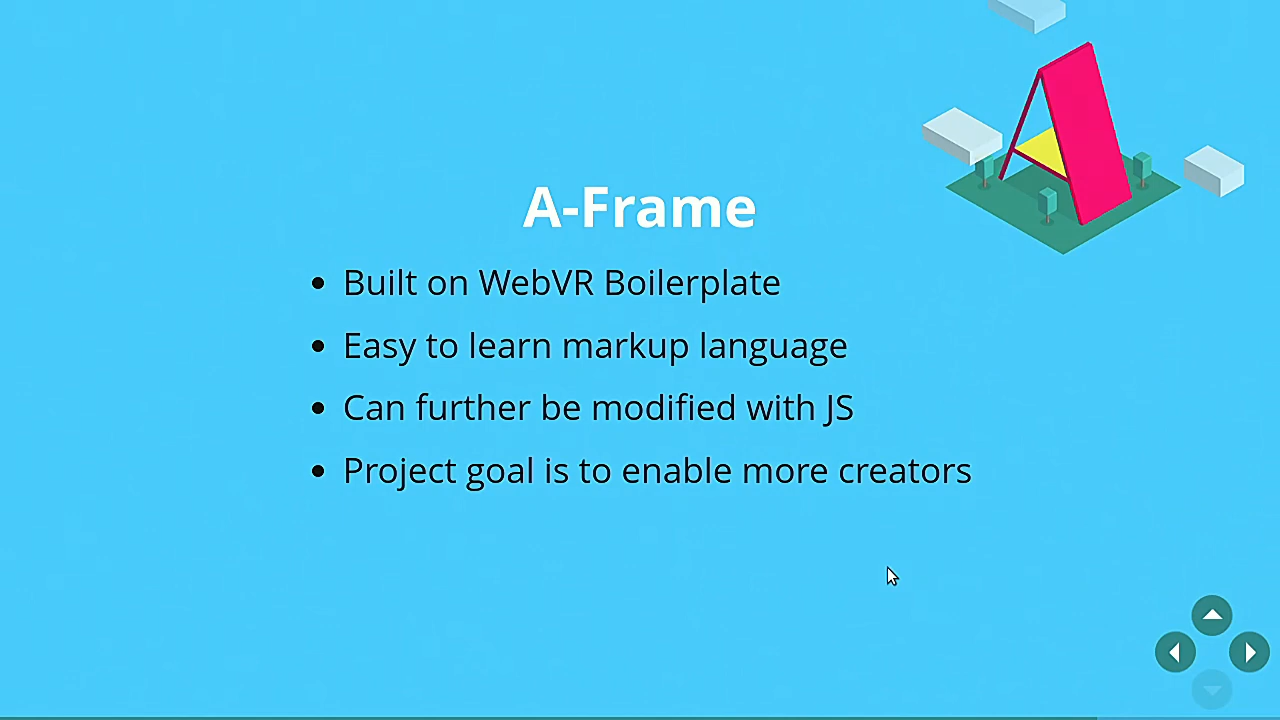 A-Frame
Built on WebVR Boilerplate
Easy to learn markup language
Can further be modified with JS
Project goal is to enable more creators